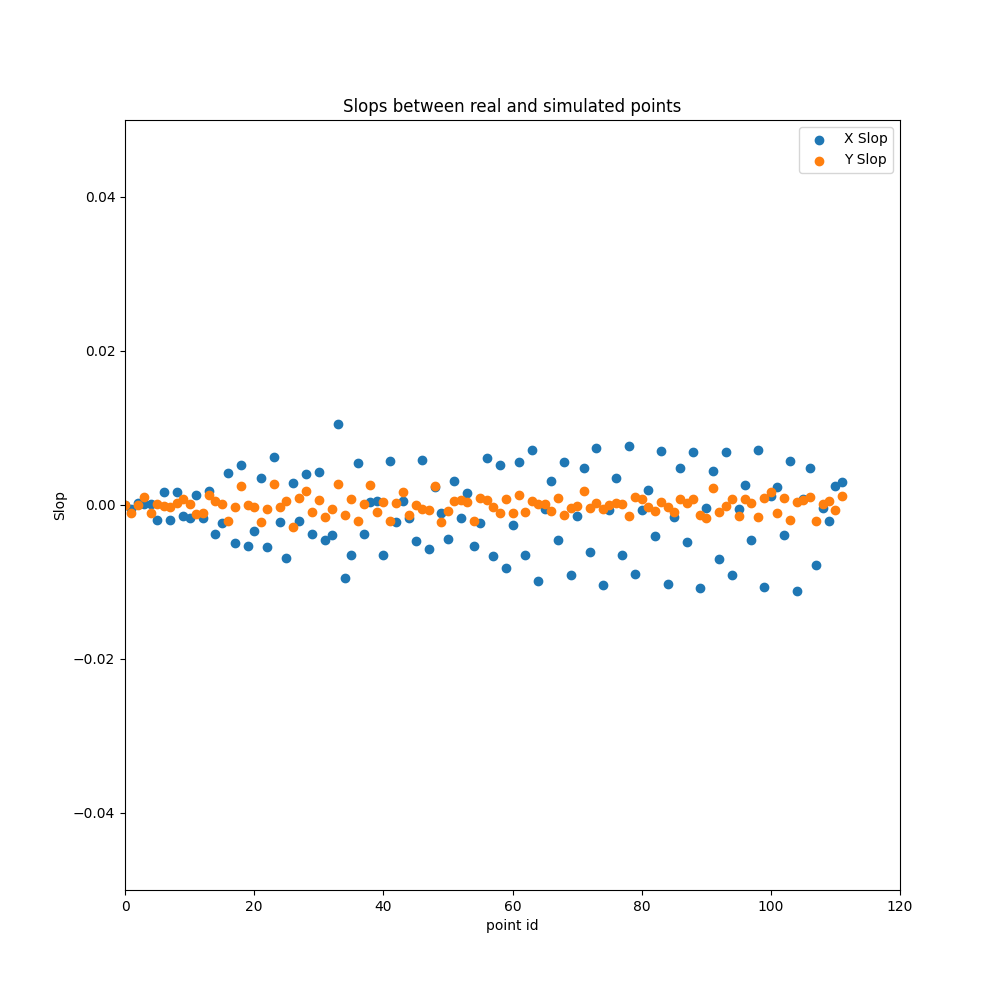 Slops between real and simulated points
X Slop
Y Slop
0.04
0.02
0.00
−0.02
−0.04
Slop
0 20 40 60 80 100 120
point id